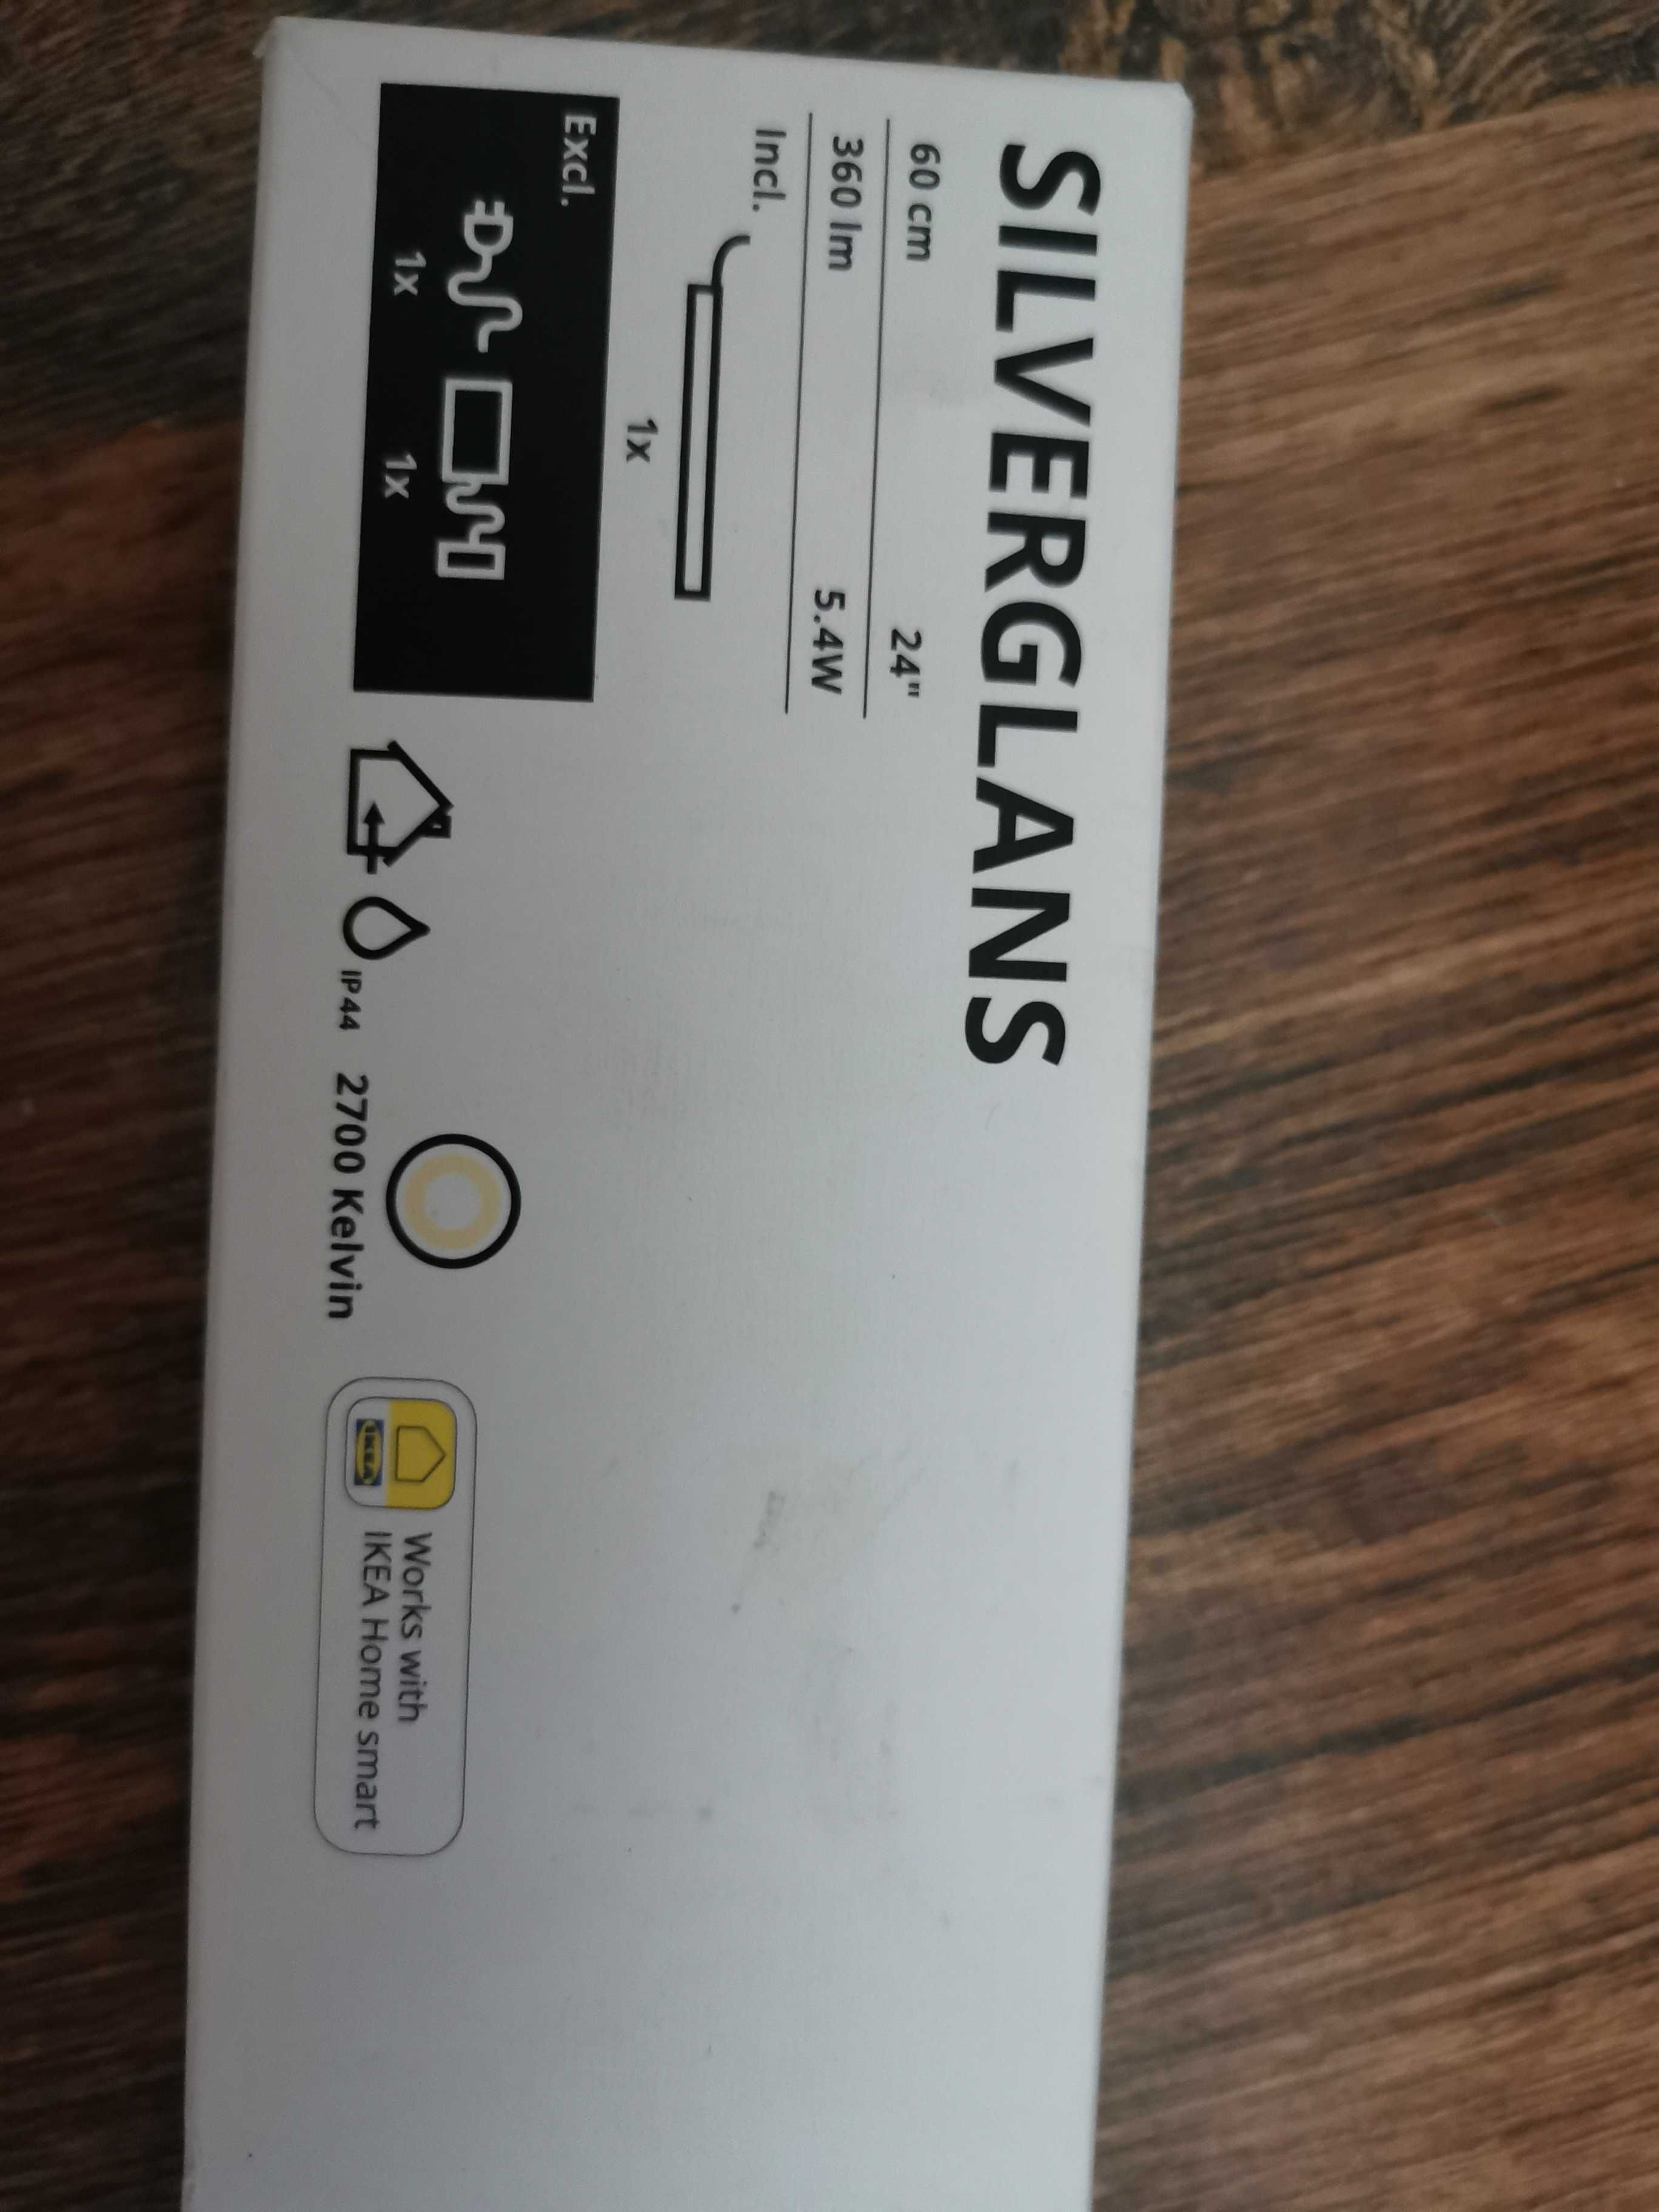 SILVERGLANS
60 cm 24"
360 lm 5.4W
Incl.
1x
Excl.
1x 1x
IP44
2700 Kelvin
IKEA
Works with
IKEA Home smart